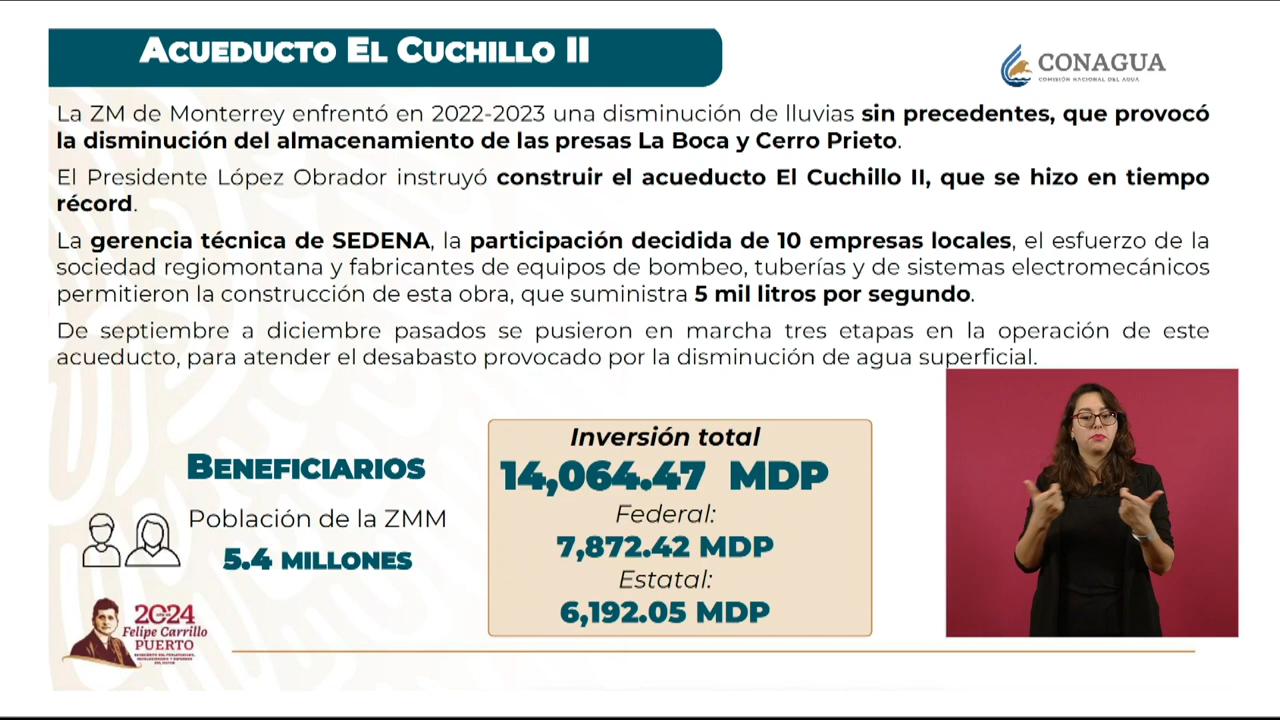 ACUEDUCTO EL CUCHILLO II
CONAGUA
COMISIÓN NACIONAL DEL AGUA
La ZM de Monterrey enfrentó en 2022-2023 una disminución de lluvias sin precedentes, que provocó
la disminución del almacenamiento de las presas La Boca y Cerro Prieto.
El Presidente López Obrador instruyó construir el acueducto El Cuchillo II, que se hizo en tiempo
récord.
La gerencia técnica de SEDENA, la participación decidida de 10 empresas locales, el esfuerzo de la
sociedad regiomontana y fabricantes de equipos de bombeo, tuberías y de sistemas electromecánicos
permitieron la construcción de esta obra, que suministra 5 mil litros por segundo.
De septiembre a diciembre pasados se pusieron en marcha tres etapas en la operación de este
acueducto, para atender el desabasto provocado por la disminución de agua superficial.
BENEFICIARIOS
Población de la ZMM
5.4 MILLONES
Inversión total
14,064.47 MDP
Federal:
7,872.42 MDP
Estatal:
6,192.05 MDP
2024
Felipe Carrillo
PUERTO